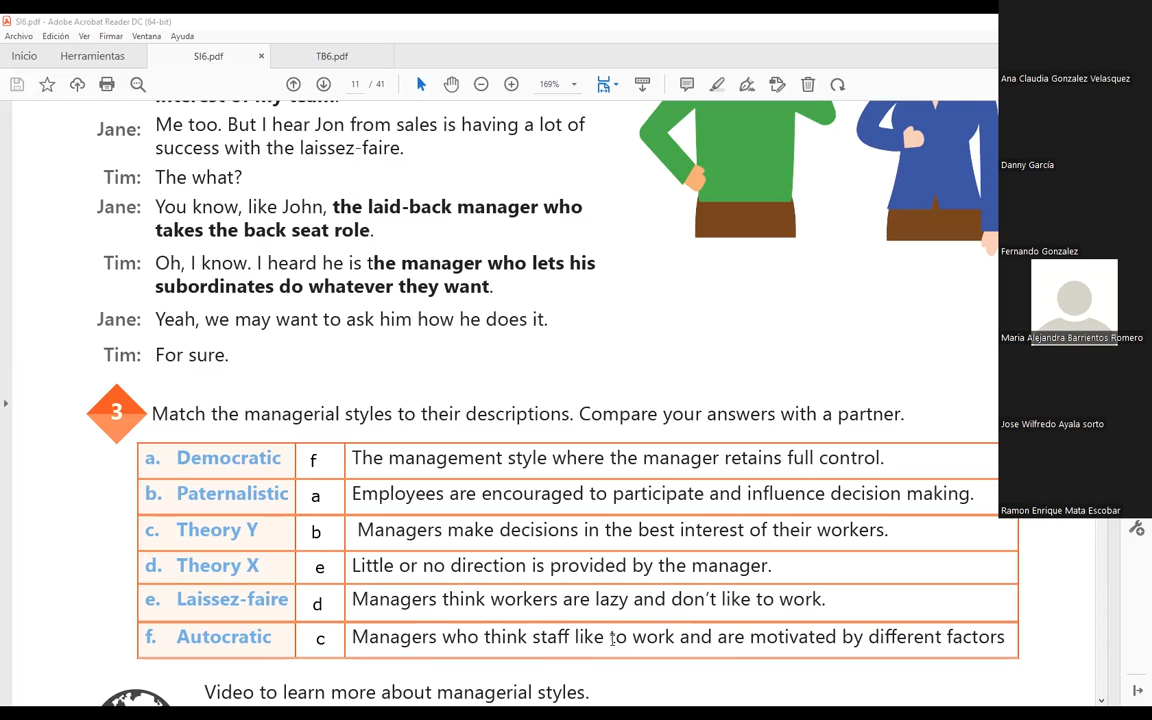 SI6.pdf - Adobe Acrobat Reader DC (64-bit)
Archivo Edición Ver Firmar Ventana Ayuda
Inicio Herramientas SI6.pdf × TB6.pdf
11 / 41 169%
interest of my team.
Jane: Me too. But I hear Jon from sales is having a lot of
success with the laissez-faire.
Tim: The what?
Jane: You know, like John, the laid-back manager who
takes the back seat role.
Tim: Oh, I know. I heard he is the manager who lets his
subordinates do whatever they want.
Jane: Yeah, we may want to ask him how he does it.
Tim: For sure.
3 Match the managerial styles to their descriptions. Compare your answers with a partner.
a. Democratic f The management style where the manager retains full control.
b. Paternalistic a Employees are encouraged to participate and influence decision making.
c. Theory Y b Managers make decisions in the best interest of their workers.
d. Theory X e Little or no direction is provided by the manager.
e. Laissez-faire d Managers think workers are lazy and don't like to work.
f. Autocratic c Managers who think staff like to work and are motivated by different factors
Video to learn more about managerial styles.
Ana Claudia Gonzalez Velasquez
Danny García
Fernando Gonzalez
Maria Alejandra Barrientos Romero
Jose Wilfredo Ayala sorto
Ramon Enrique Mata Escobar